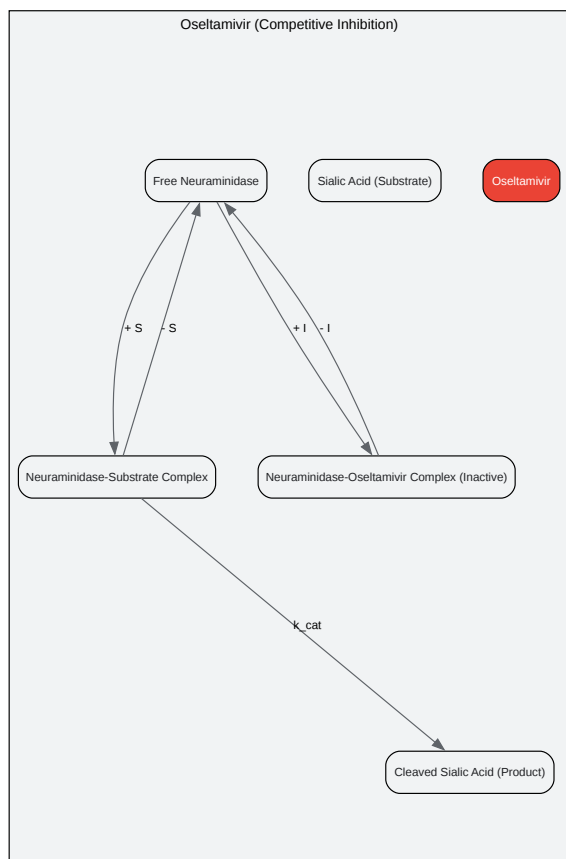 Oseltamivir (Competitive Inhibition)
Free Neuraminidase
Sialic Acid (Substrate)
Oseltamivir
+ S
- S
+ I
- I
Neuraminidase-Substrate Complex
Neuraminidase-Oseltamivir Complex (Inactive)
k_cat
Cleaved Sialic Acid (Product)